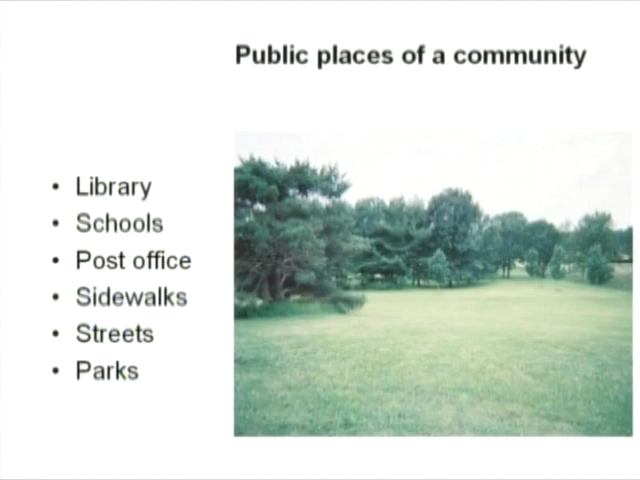 Public places of a community
• Library
• Schools
• Post office
• Sidewalks
• Streets
• Parks